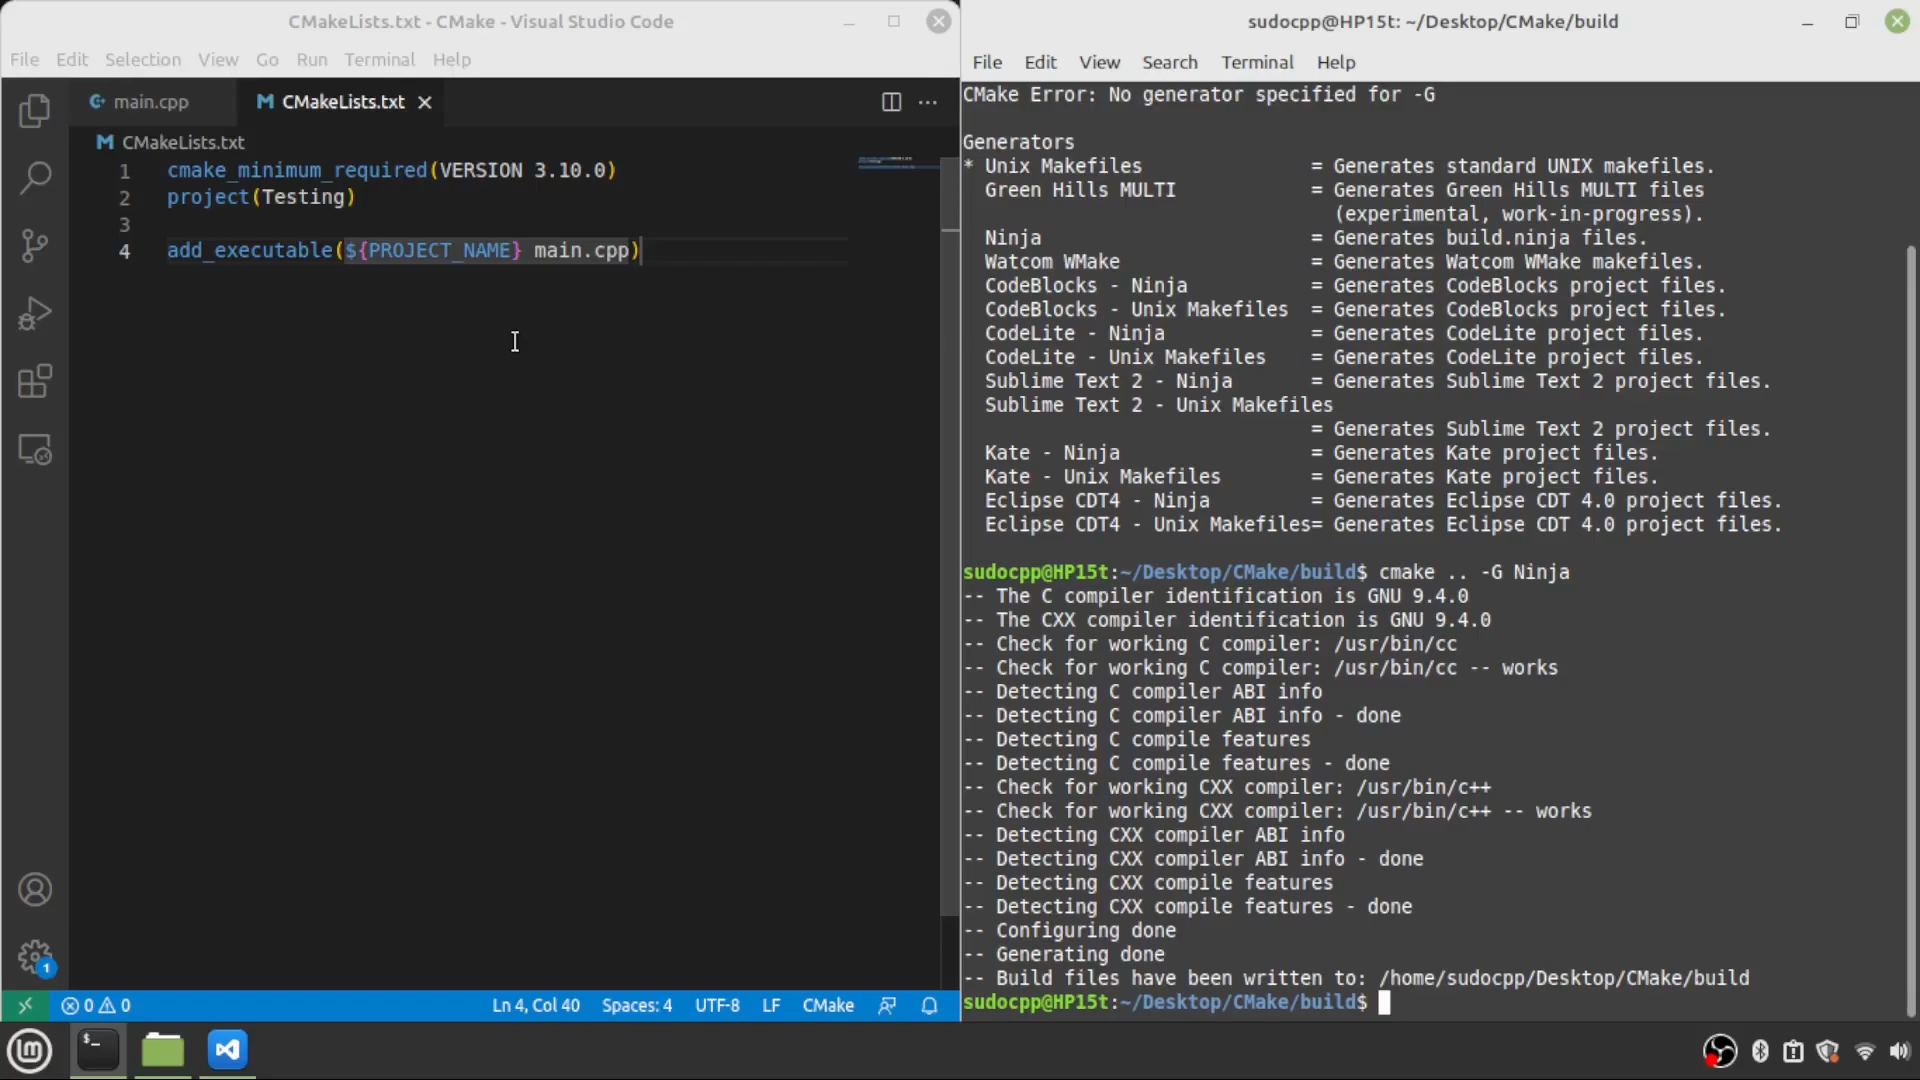 CMakeLists.txt - CMake - Visual Studio Code
File Edit Selection View Go Run Terminal Help
main.cpp
CMakeLists.txt
CMakeLists.txt
1 cmake_minimum_required(VERSION 3.10.0)
2 project(Testing)
3
4 add_executable(${PROJECT_NAME} main.cpp)
1
0 0
Ln 4, Col 40 Spaces: 4 UTF-8 LF CMake
sudocpp@HP15t: ~/Desktop/CMake/build
File Edit View Search Terminal Help
CMake Error: No generator specified for -G
Generators
* Unix Makefiles = Generates standard UNIX makefiles.
Green Hills MULTI = Generates Green Hills MULTI files
(experimental, work-in-progress).
Ninja = Generates build.ninja files.
Watcom WMake = Generates Watcom WMake makefiles.
CodeBlocks - Ninja = Generates CodeBlocks project files.
CodeBlocks - Unix Makefiles = Generates CodeBlocks project files.
CodeLite - Ninja = Generates CodeLite project files.
CodeLite - Unix Makefiles = Generates CodeLite project files.
Sublime Text 2 - Ninja = Generates Sublime Text 2 project files.
Sublime Text 2 - Unix Makefiles
= Generates Sublime Text 2 project files.
Kate - Ninja = Generates Kate project files.
Kate - Unix Makefiles = Generates Kate project files.
Eclipse CDT4 - Ninja = Generates Eclipse CDT 4.0 project files.
Eclipse CDT4 - Unix Makefiles= Generates Eclipse CDT 4.0 project files.
sudocpp@HP15t:~/Desktop/CMake/build$ cmake .. -G Ninja
-- The C compiler identification is GNU 9.4.0
-- The CXX compiler identification is GNU 9.4.0
-- Check for working C compiler: /usr/bin/cc
-- Check for working C compiler: /usr/bin/cc -- works
-- Detecting C compiler ABI info
-- Detecting C compiler ABI info - done
-- Detecting C compile features
-- Detecting C compile features - done
-- Check for working CXX compiler: /usr/bin/c++
-- Check for working CXX compiler: /usr/bin/c++ -- works
-- Detecting CXX compiler ABI info
-- Detecting CXX compiler ABI info - done
-- Detecting CXX compile features
-- Detecting CXX compile features - done
-- Configuring done
-- Generating done
-- Build files have been written to: /home/sudocpp/Desktop/CMake/build
sudocpp@HP15t:~/Desktop/CMake/build$